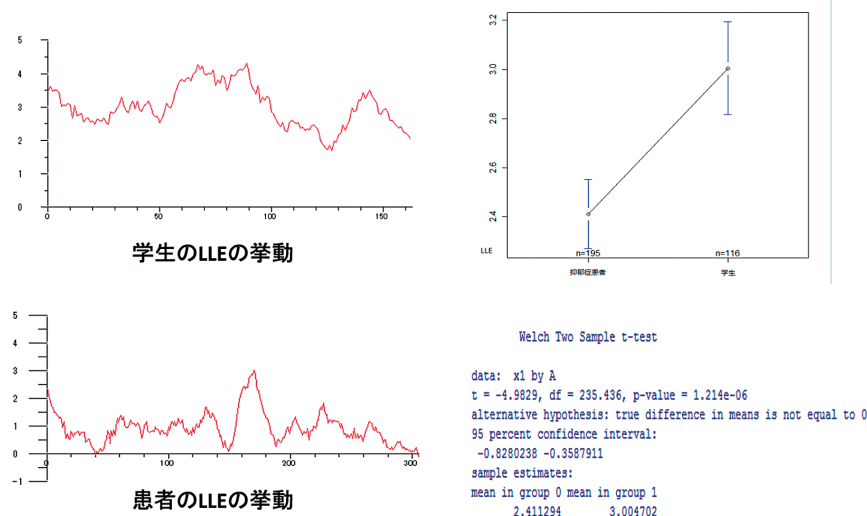 5
4
3
2
1
0
0 50 100 150
学生のLLEの挙動
3.2
3.0
2.8
2.6
2.4
LLE
n=195 n=116
抑鬱症患者 学生
5
4
3
2
1
0
-1
0 100 200 300
患者のLLEの挙動
Welch Two Sample t-test
data: x1 by A
t = -4.9829, df = 235.436, p-value = 1.214e-06
alternative hypothesis: true difference in means is not equal to 0
95 percent confidence interval:
-0.8280238 -0.3587911
sample estimates:
mean in group 0 mean in group 1
2.411294 3.004702